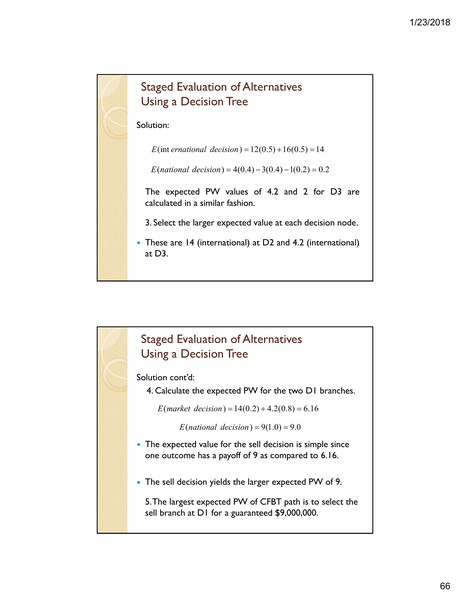 1/23/2018
Staged Evaluation of Alternatives
Using a Decision Tree
Solution:
E(int ernational decision) = 12(0.5) + 16(0.5) = 14
E(national decision) = 4(0.4) − 3(0.4) − 1(0.2) = 0.2
The expected PW values of 4.2 and 2 for D3 are
calculated in a similar fashion.
3. Select the larger expected value at each decision node.
• These are 14 (international) at D2 and 4.2 (international)
at D3.
Staged Evaluation of Alternatives
Using a Decision Tree
Solution cont'd:
4. Calculate the expected PW for the two D1 branches.
E(market decision) = 14(0.2) + 4.2(0.8) = 6.16
E(national decision) = 9(1.0) = 9.0
• The expected value for the sell decision is simple since
one outcome has a payoff of 9 as compared to 6.16.
• The sell decision yields the larger expected PW of 9.
5. The largest expected PW of CFBT path is to select the
sell branch at D1 for a guaranteed $9,000,000.
66